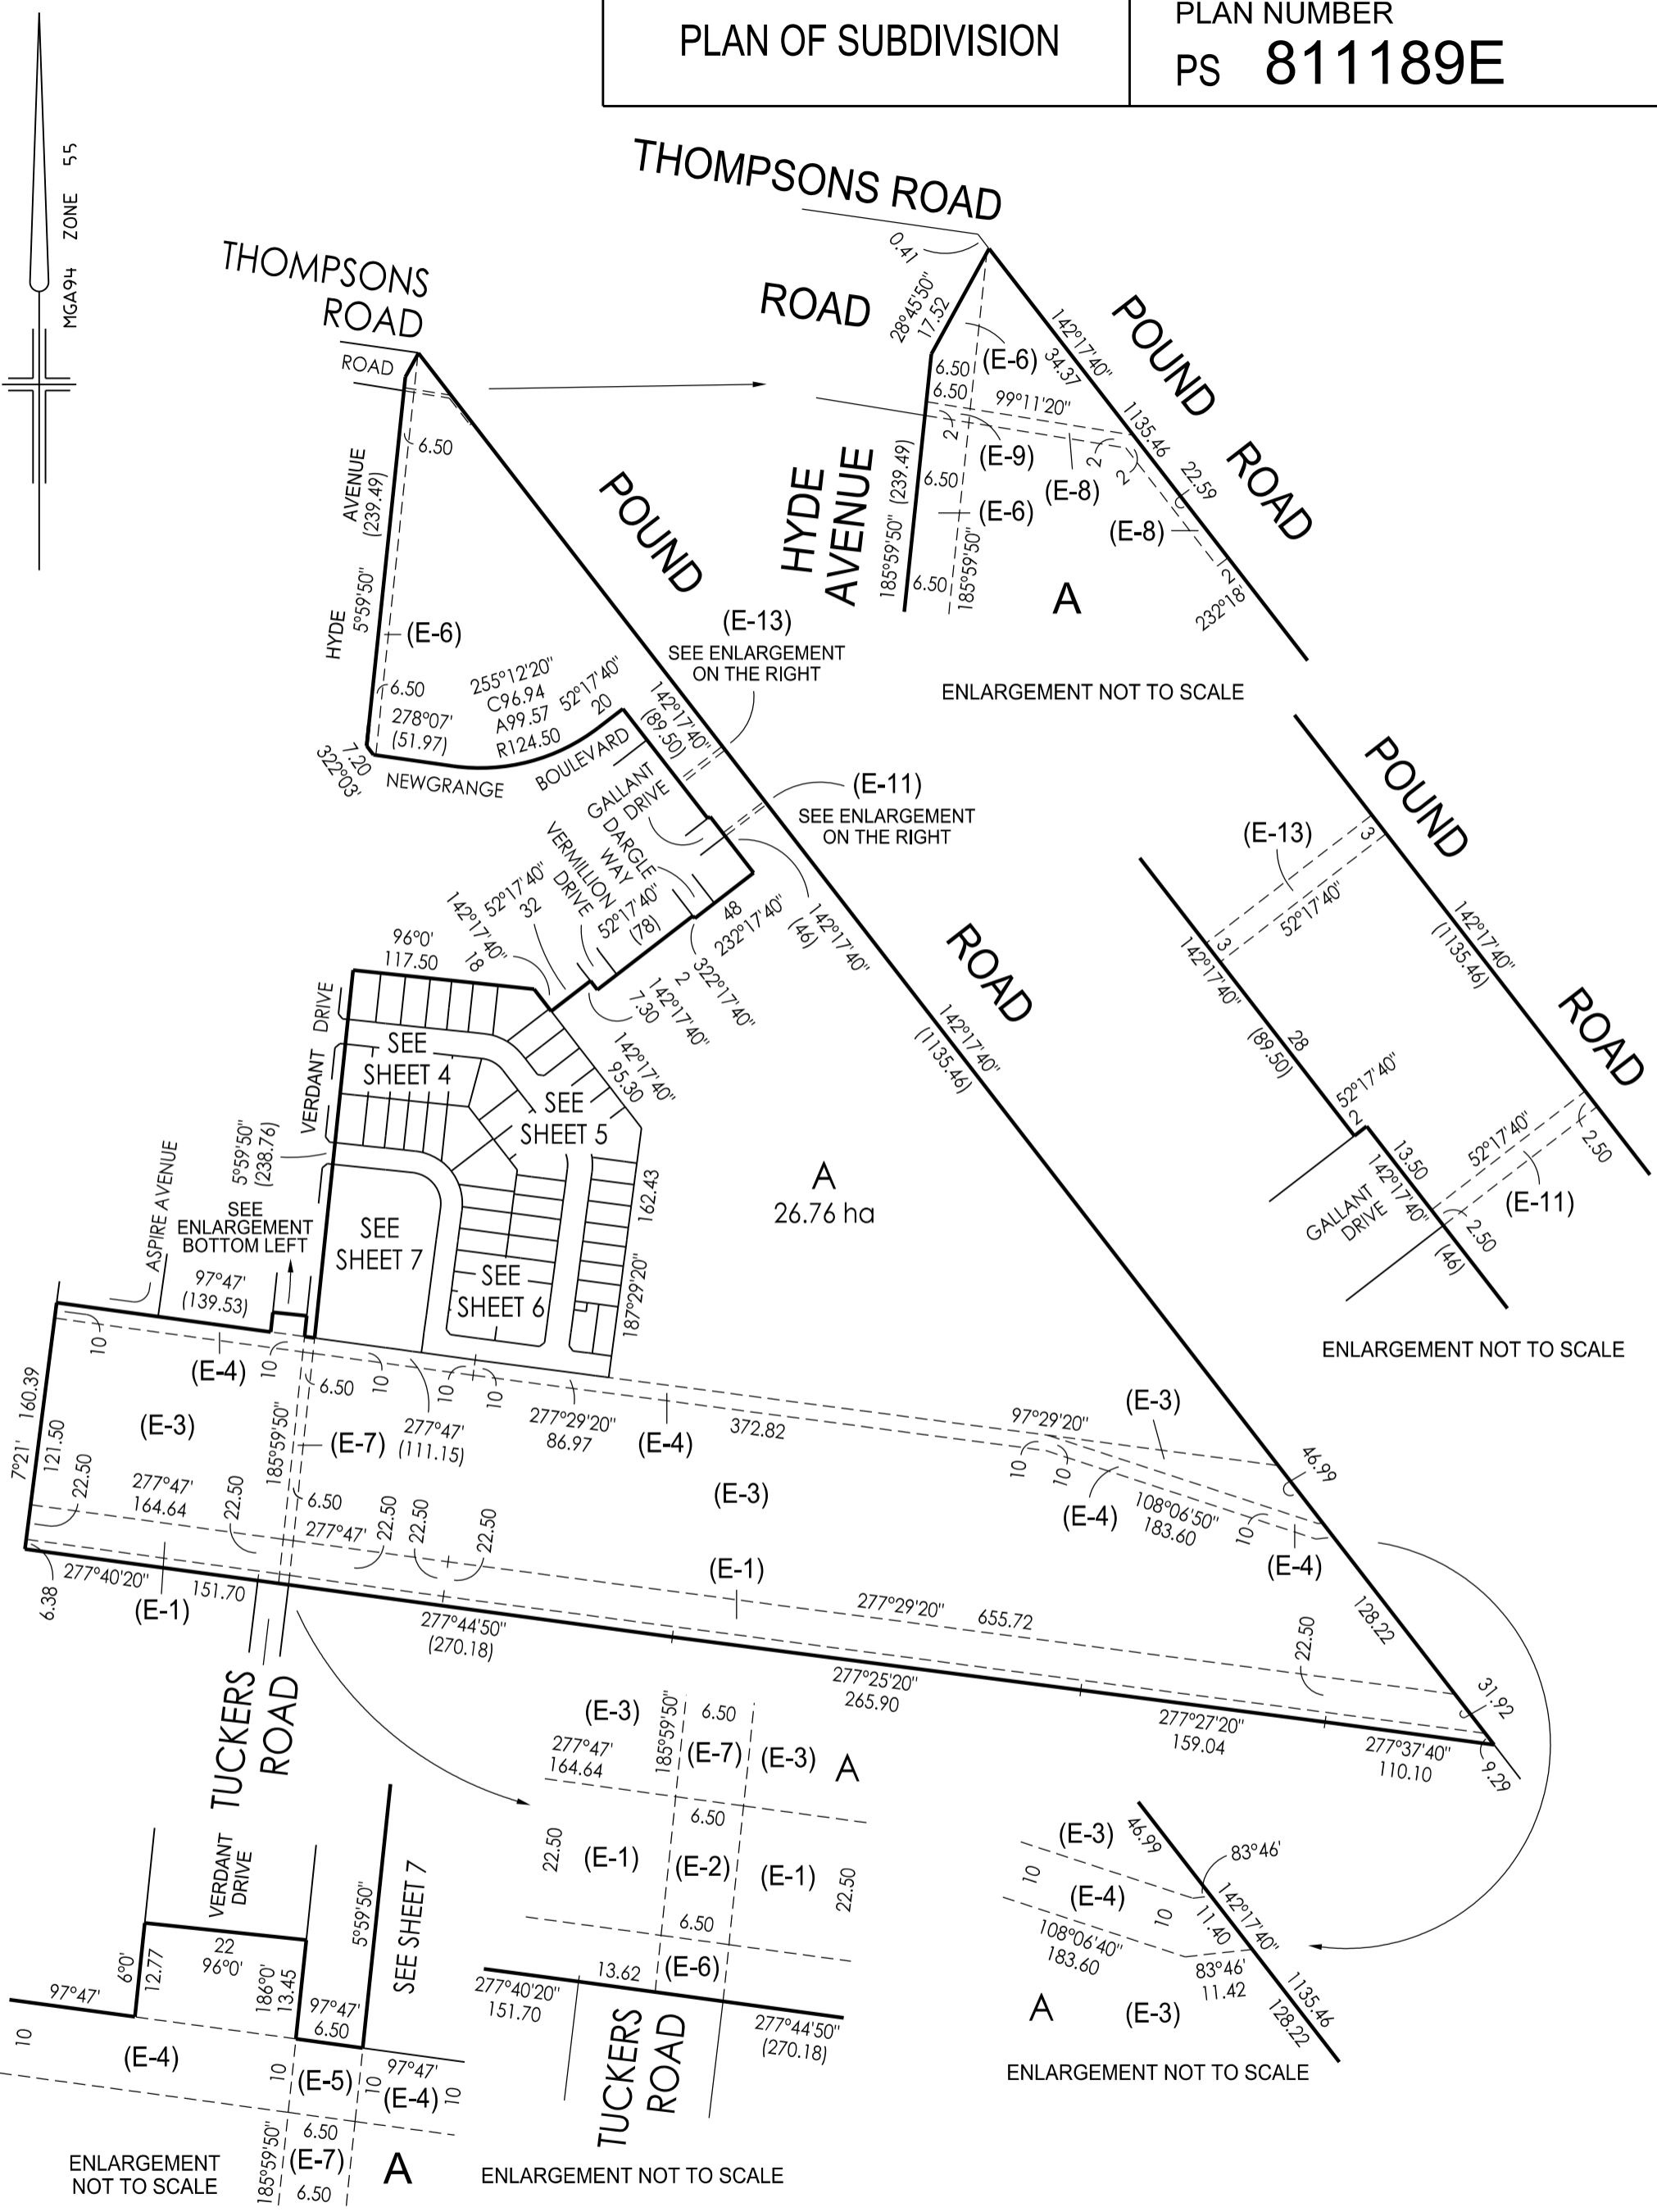 PLAN OF SUBDIVISION
PLAN NUMBER
PS 811189E
MGA94 ZONE 55
THOMPSONS
ROAD
ROAD
HYDE
AVENUE
5°59'50"
(239.49)
6.50
(E-6)
6.50
278°07'
(51.97)
7.20
322°03'
255°12'20"
C96.94
A99.57
R124.50
52°17'40"
20
NEWGRANGE
BOULEVARD
POUND
ROAD
THOMPSONS ROAD
0.41
ROAD
28°45'50"
17.52
6.50
(E-6)
142°17'40"
34.37
POUND
ROAD
6.50
99°11'20"
1135.46
2
(E-9)
2
2
22.59
HYDE
AVENUE
185°59'50" (239.49)
6.50
(E-8)
(E-6)
(E-8)
6.50
185°59'50"
2
232°18'
A
ENLARGEMENT NOT TO SCALE
(E-13)
SEE ENLARGEMENT
ON THE RIGHT
142°17'40"
(89.50)
(E-11)
SEE ENLARGEMENT
ON THE RIGHT
GALLANT
DRIVE
G DARGLE
WAY
VERMILLION
DRIVE
52°17'40"
(78)
48
232°17'40"
142°17'40"
(46)
322°17'40"
2
142°17'40"
7.30
52°17'40"
32
142°17'40"
18
96°0'
117.50
142°17'40"
95.30
VERDANT DRIVE
SEE
SHEET 4
SEE
SHEET 5
SEE
SHEET 7
SEE
SHEET 6
162.43
187°29'20"
A
26.76 ha
142°17'40"
(1135.46)
POUND
ROAD
(E-13)
3
52°17'40"
3
142°17'40"
142°17'40"
(1135.46)
28
(89.50)
52°17'40"
2
13.50
142°17'40"
GALLANT
DRIVE
52°17'40"
2.50
(E-11)
2.50
(46)
ENLARGEMENT NOT TO SCALE
ASPIRE AVENUE
5°59'50"
(238.76)
SEE
ENLARGEMENT
BOTTOM LEFT
97°47'
(139.53)
10
(E-4)
10
6.50
10
10
10
277°29'20"
86.97
277°47'
(111.15)
(E-4)
372.82
97°29'20"
(E-3)
46.99
7°21' 160.39
121.50
(E-3)
185°59'50"
(E-7)
(E-3)
10
10
(E-4)
108°06'50"
183.60
10
(E-4)
22.50
277°47'
164.64
22.50
6.50
277°47'
22.50
22.50
22.50
(E-1)
277°29'20" 655.72
22.50
128.22
31.92
6.38
277°40'20"
151.70
(E-1)
277°44'50"
(270.18)
277°25'20"
265.90
277°27'20"
159.04
277°37'40"
110.10
9.29
TUCKERS
ROAD
VERDANT
DRIVE
22
96°0'
6°0'
12.77
186°0'
13.45
5°59'50"
SEE SHEET 7
97°47'
97°47'
6.50
10
(E-4)
10
(E-5)
10
97°47'
(E-4)
10
6.50
185°59'50"
(E-7)
6.50
A
ENLARGEMENT
NOT TO SCALE
(E-3)
185°59'50"
6.50
277°47'
164.64
(E-7)
(E-3)
A
6.50
22.50
(E-1)
(E-2)
(E-1)
22.50
6.50
13.62
(E-6)
277°40'20"
151.70
277°44'50"
(270.18)
TUCKERS
ROAD
ENLARGEMENT NOT TO SCALE
(E-3)
46.99
83°46'
10
(E-4)
142°17'40"
11.40
10
108°06'40"
183.60
83°46'
11.42
1135.46
128.22
A
(E-3)
ENLARGEMENT NOT TO SCALE